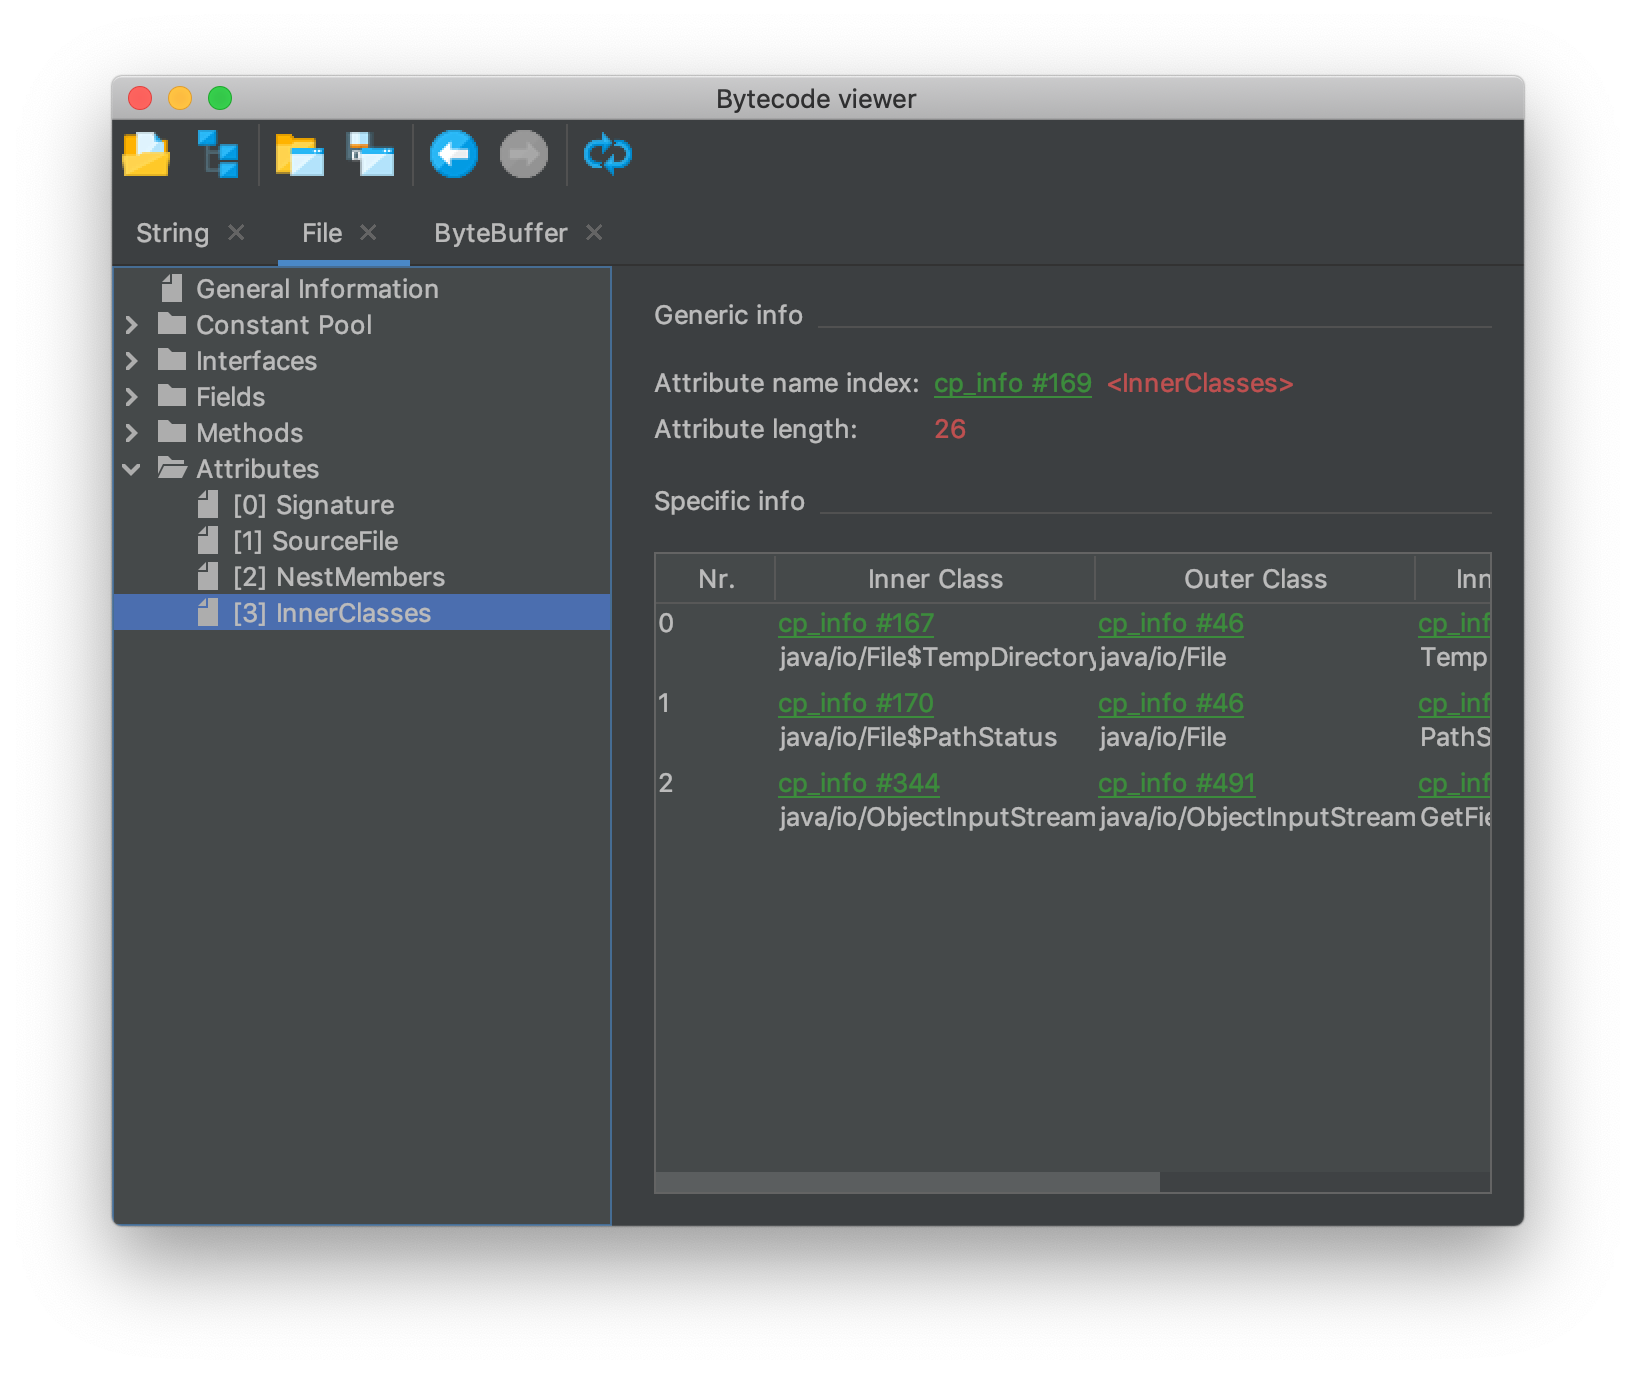 Bytecode viewer
String File ByteBuffer
General Information
Constant Pool
Interfaces
Fields
Methods
Attributes
[0] Signature
[1] SourceFile
[2] NestMembers
[3] InnerClasses
Generic info
Attribute name index: cp_info #169 <InnerClasses>
Attribute length: 26
Specific info
Nr. Inner Class Outer Class Inn
0 cp_info #167 cp_info #46 cp_inf
java/io/File$TempDirectory java/io/File Temp
1 cp_info #170 cp_info #46 cp_inf
java/io/File$PathStatus java/io/File PathS
2 cp_info #344 cp_info #491 cp_inf
java/io/ObjectInputStream java/io/ObjectInputStream GetFie